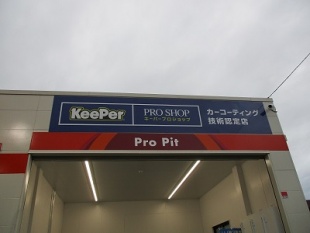 KeePer
PRO SHOP
スーパープロショップ
カーコーティング
技術認定店
Pro Pit